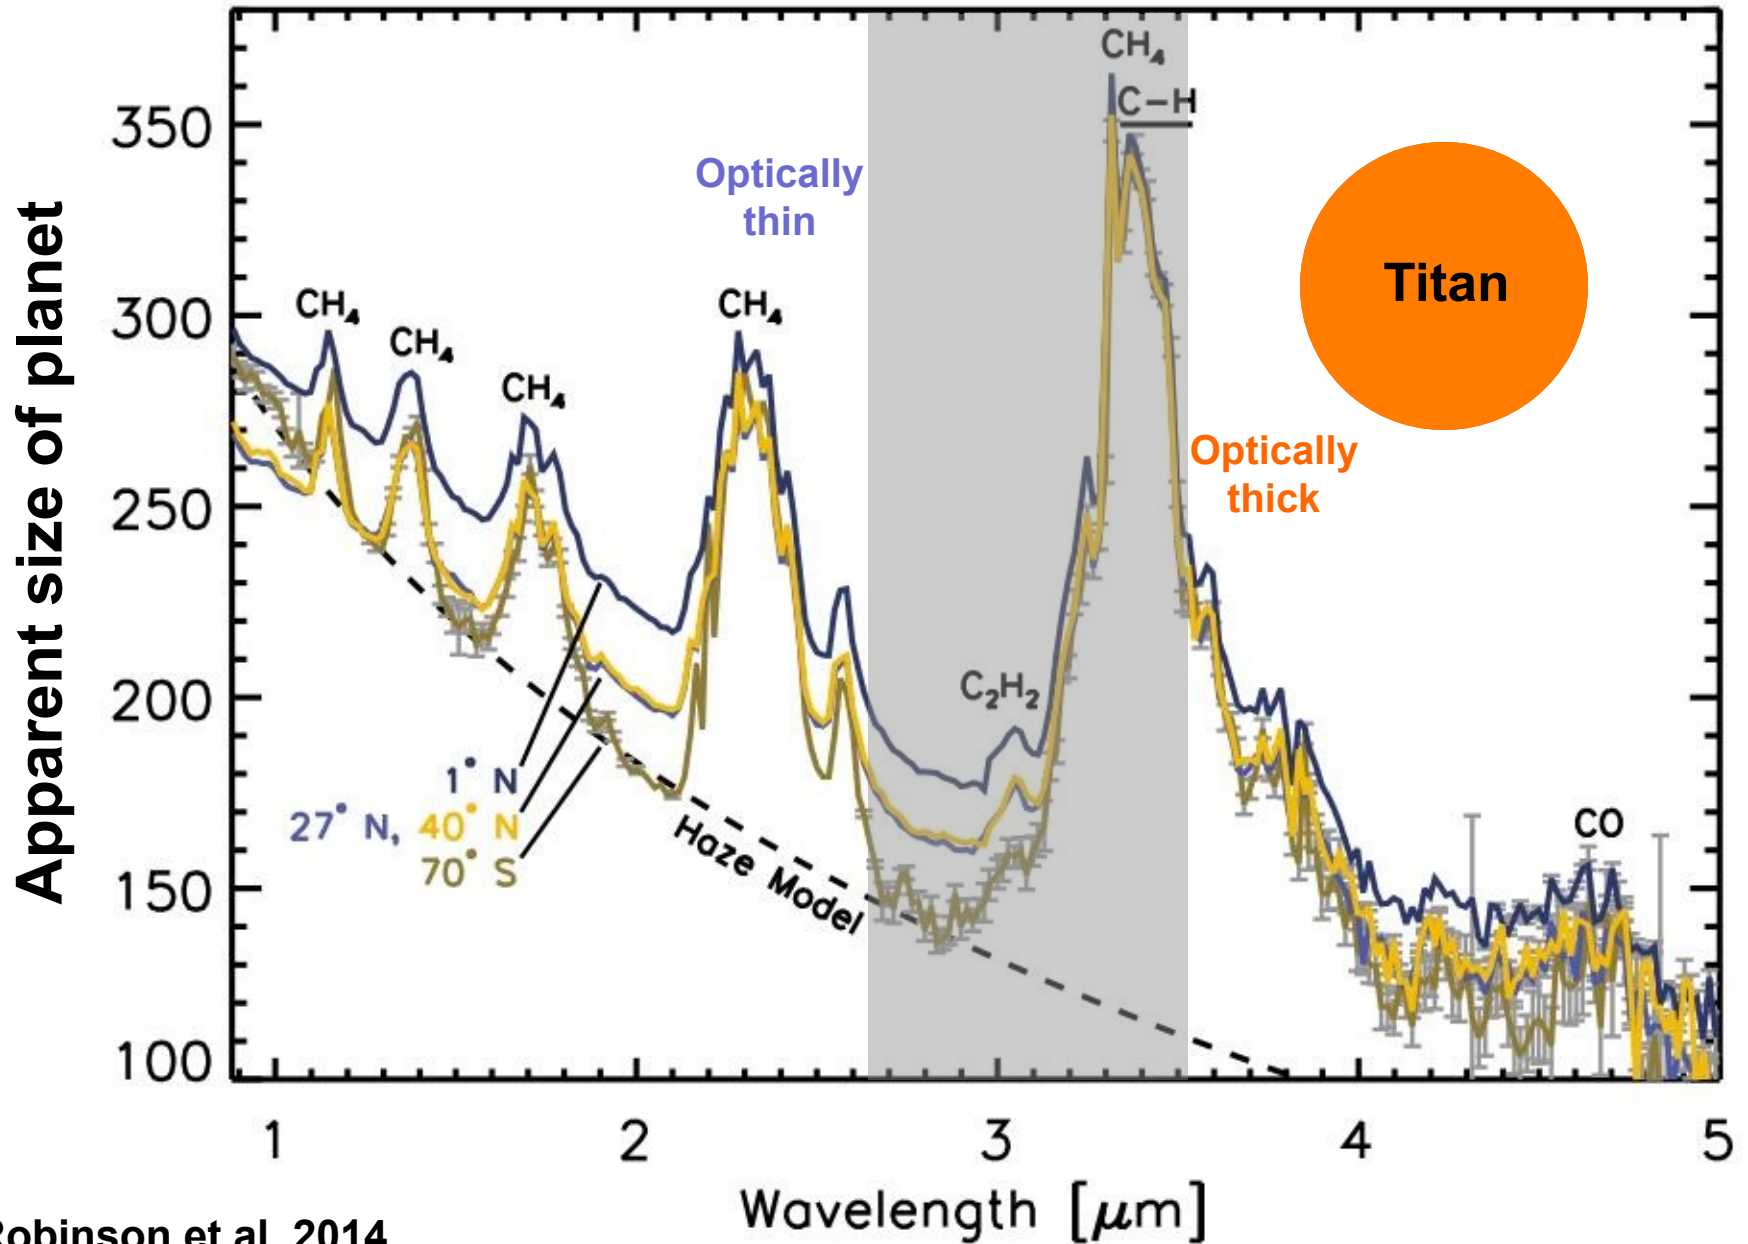 Apparent size of planet
350
300
250
200
150
100
CH₄
CH₄
CH₄
CH₄
CH₄
C–H
C₂H₂
CO
Optically
thin
Optically
thick
Titan
1° N
27° N, 40° N
70° S
Haze Model
1 2 3 4 5
Wavelength [μm]
Robinson et al. 2014